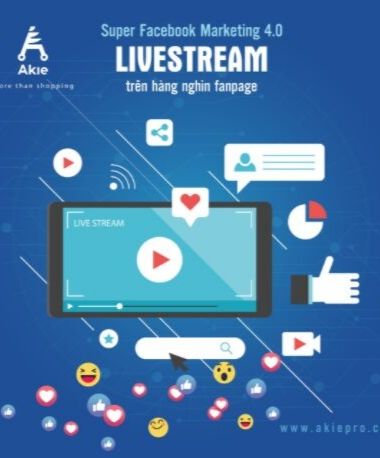 Super Facebook Marketing 4.0
LIVESTREAM
trên hàng nghìn fanpage
Akie
ore than shopping
LIVE STREAM
www.akiepro.c